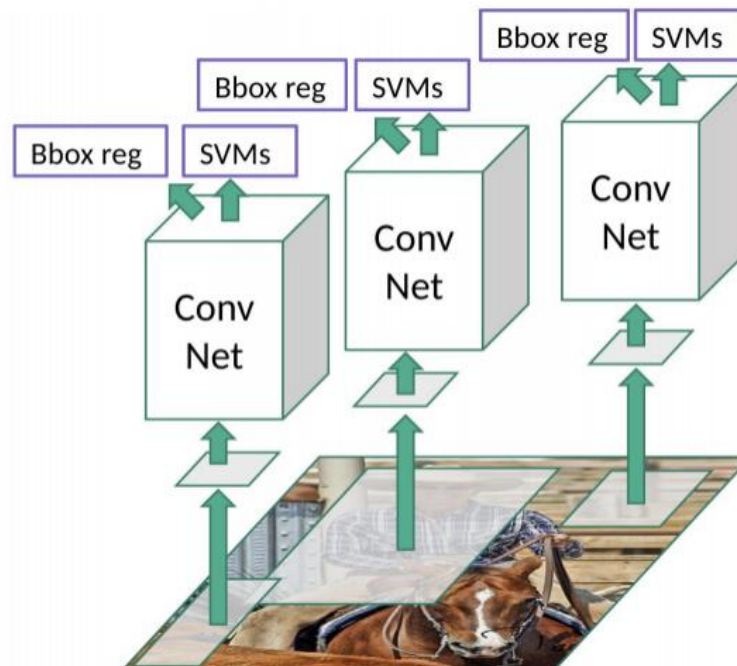 Bbox reg SVMs
Bbox reg SVMs
Bbox reg SVMs
Conv
Net
Conv
Net
Conv
Net